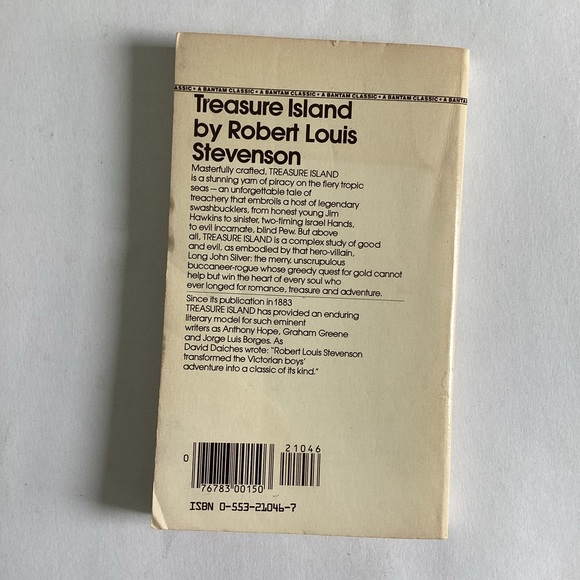 ASSIC • A BANTAM CLASSIC • A BANTAM CLASSIC • A BANTAM CLASSIC • A BANTAM CLASSIC • A BANTAM
Treasure Island
by Robert Louis
Stevenson
Masterfully crafted, TREASURE ISLAND
is a stunning yarn of piracy on the fiery tropic
seas — an unforgettable tale of
treachery that embroils a host of legendary
swashbucklers, from honest young Jim
Hawkins to sinister, two-timing Israel Hands,
to evil incarnate, blind Pew. But above
all, TREASURE ISLAND is a complex study of good
and evil, as embodied by that hero-villain,
Long John Silver: the merry, unscrupulous
buccaneer-rogue whose greedy quest for gold cannot
help but win the heart of every soul who
ever longed for romance, treasure and adventure.
Since its publication in 1883
TREASURE ISLAND has provided an enduring
literary model for such eminent
writers as Anthony Hope, Graham Greene
and Jorge Luis Borges. As
David Daiches wrote: "Robert Louis Stevenson
transformed the Victorian boys'
adventure into a classic of its kind."
21046
0
76783 00150
ISBN 0-553-21046-7